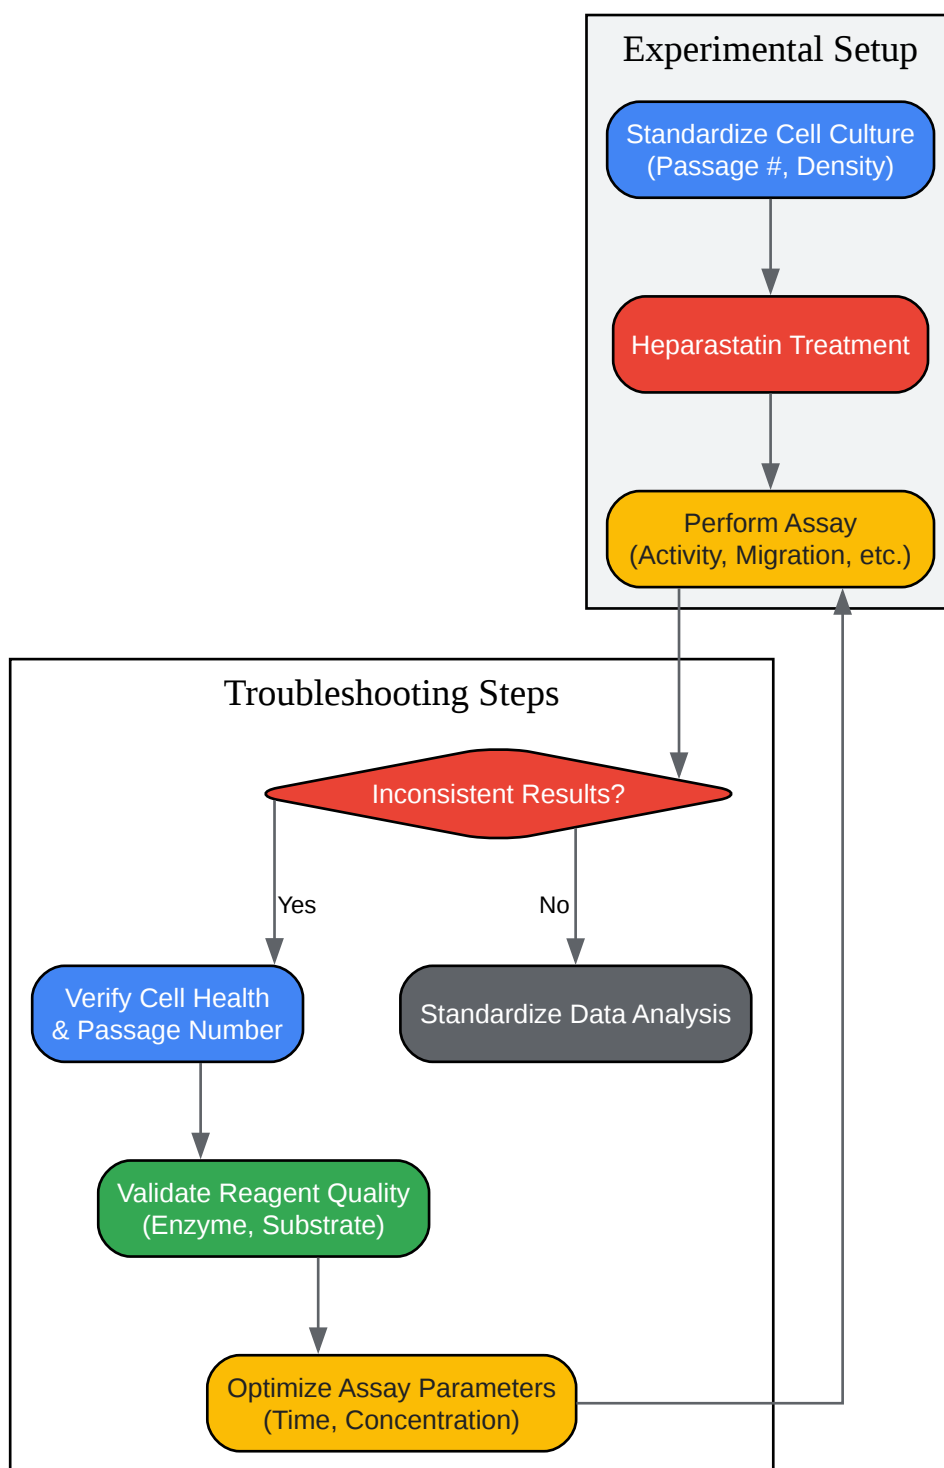 Experimental Setup
Standardize Cell Culture
(Passage #, Density)
Heparastatin Treatment
Perform Assay
(Activity, Migration, etc.)
Troubleshooting Steps
Inconsistent Results?
Yes
No
Verify Cell Health
& Passage Number
Standardize Data Analysis
Validate Reagent Quality
(Enzyme, Substrate)
Optimize Assay Parameters
(Time, Concentration)